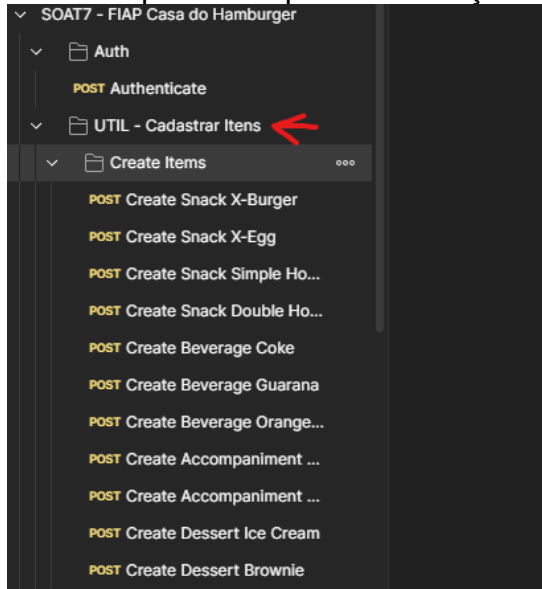 SOAT7 - FIAP Casa do Hamburger
Auth
POST Authenticate
UTIL - Cadastrar Itens
Create Items
POST Create Snack X-Burger
POST Create Snack X-Egg
POST Create Snack Simple Ho...
POST Create Snack Double Ho...
POST Create Beverage Coke
POST Create Beverage Guarana
POST Create Beverage Orange...
POST Create Accompaniment ...
POST Create Accompaniment ...
POST Create Dessert Ice Cream
POST Create Dessert Brownie